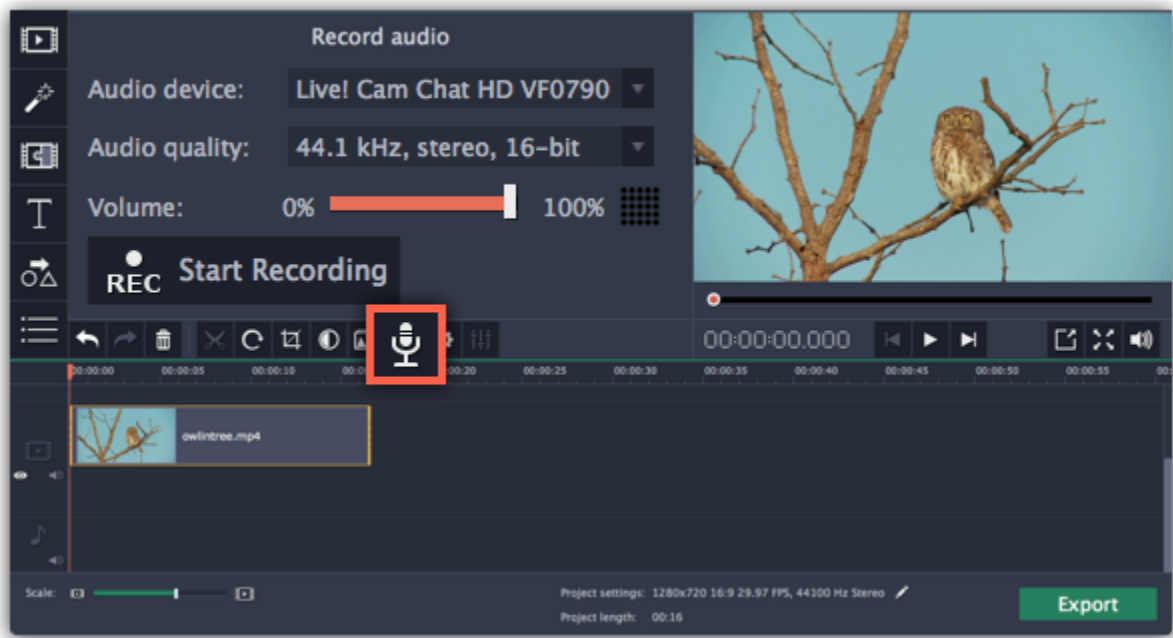 Record audio
Audio device: Live! Cam Chat HD VF0790
Audio quality: 44.1 kHz, stereo, 16-bit
Volume: 0% 100%
REC Start Recording
T
00:00:00.000
00:00:00 00:00:05 00:00:10 00:00:20 00:00:25 00:00:30 00:00:35 00:00:40 00:00:45 00:00:50 00:00:55
owlintree.mp4
Scale:
Project settings: 1280x720 16:9 29.97 FPS, 44100 Hz Stereo
Project length: 00:16
Export